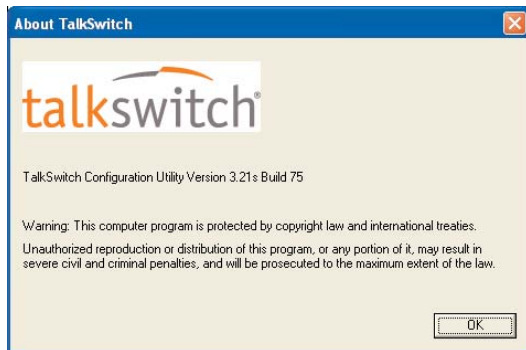 About TalkSwitch
talkswitch®
TalkSwitch Configuration Utility Version 3.21s Build 75
Warning: This computer program is protected by copyright law and international treaties.
Unauthorized reproduction or distribution of this program, or any portion of it, may result in
severe civil and criminal penalties, and will be prosecuted to the maximum extent of the law.
OK